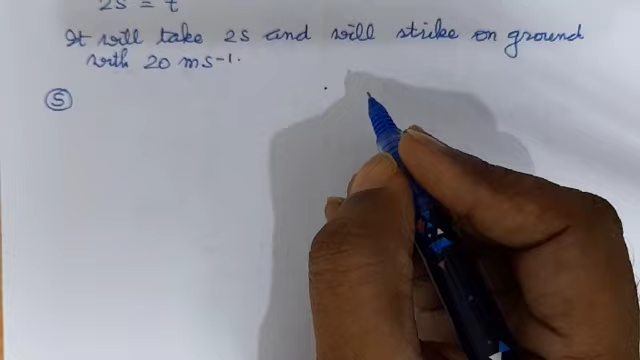 2s = t
It will take 2s and will strike on ground
with 20 ms-1.
5